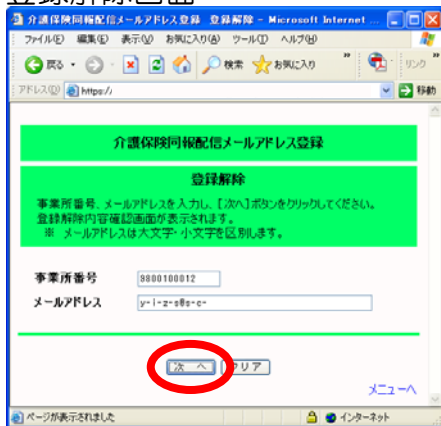 登録解除画面
介護保険同報配信メールアドレス登録 登録解除 - Microsoft Internet ...
ファイル(F) 編集(E) 表示(V) お気に入り(A) ツール(T) ヘルプ(H)
戻る 検索 お気に入り リンク
アドレス(D) https:/ 移動
介護保険同報配信メールアドレス登録
登録解除
事業所番号、メールアドレスを入力し、[次へ]ボタンをクリックしてください。
登録解除内容確認画面が表示されます。
※ メールアドレスは大文字・小文字を区別します。
事業所番号 9800100012
メールアドレス y-i-z-s@s-c-
次 へ クリア
メニューへ
ページが表示されました インターネット